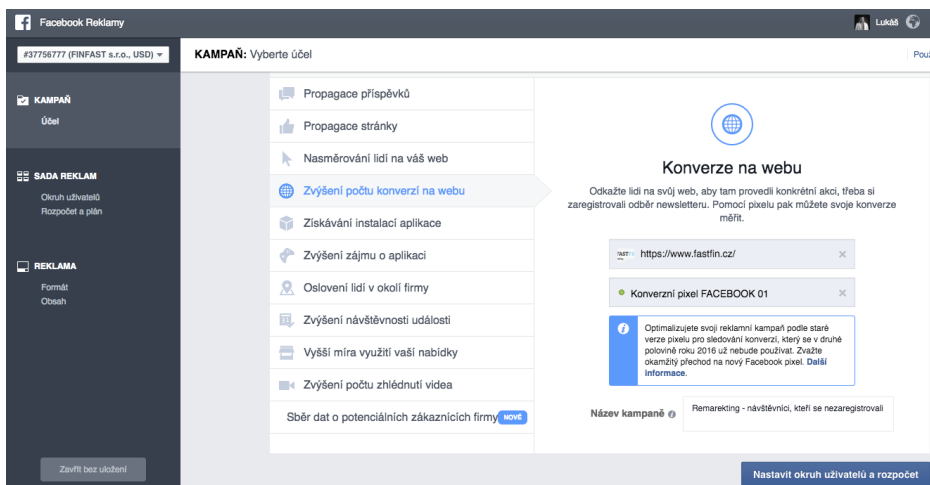 Facebook Reklamy
Lukáš
#37756777 (FINFAST s.r.o., USD)
KAMPAŇ: Vyberte účel
KAMPAŇ
Účel
SADA REKLAM
Okruh uživatelů
Rozpočet a plán
REKLAMA
Formát
Obsah
Zavřít bez uložení
Propagace příspěvků
Propagace stránky
Nasměrování lidí na váš web
Zvýšení počtu konverzí na webu
Získávání instalací aplikace
Zvýšení zájmu o aplikaci
Oslovení lidí v okolí firmy
Zvýšení návštěvnosti události
Vyšší míra využití vaší nabídky
Zvýšení počtu zhlédnutí videa
Sběr dat o potenciálních zákaznících firmy NOVÉ
Konverze na webu
Odkažte lidi na svůj web, aby tam provedli konkrétní akci, třeba si
zaregistrovali odběr newsletteru. Pomocí pixelu pak můžete svoje konverze
měřit.
https://www.fastfin.cz/
Konverzní pixel FACEBOOK 01
Optimalizujete svoji reklamní kampaň podle staré
verze pixelu pro sledování konverzí, který se v druhé
polovině roku 2016 už nebude používat. Zvažte
okamžitý přechod na nový Facebook pixel. Další
informace.
Název kampaně
Remarekting - návštěvníci, kteří se nezaregistrovali
Nastavit okruh uživatelů a rozpočet